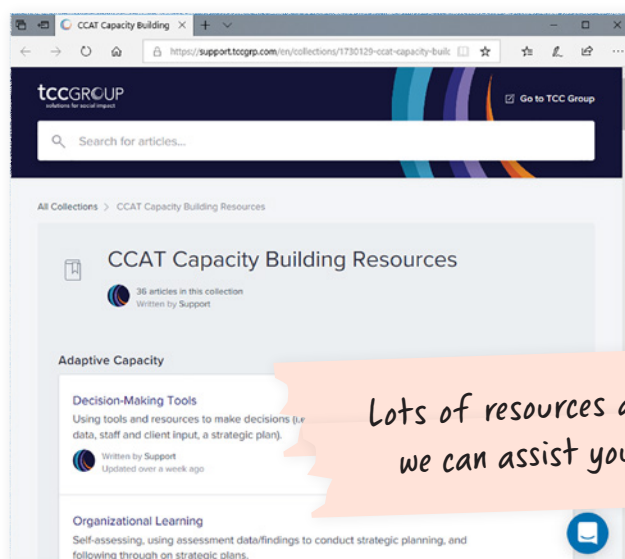 CCAT Capacity Building
https://support.tccgrp.com/en/collections/1730129-ccat-capacity-builc
tccGROUP
solutions for social impact
Go to TCC Group
Search for articles...
All Collections > CCAT Capacity Building Resources
CCAT Capacity Building Resources
36 articles in this collection
Written by Support
Adaptive Capacity
Decision-Making Tools
Using tools and resources to make decisions (i.e
data, staff and client input, a strategic plan).
Written by Support
Updated over a week ago
Lots of resources a
we can assist you
Organizational Learning
Self-assessing, using assessment data/findings to conduct strategic planning, and
following through on strategic plans.